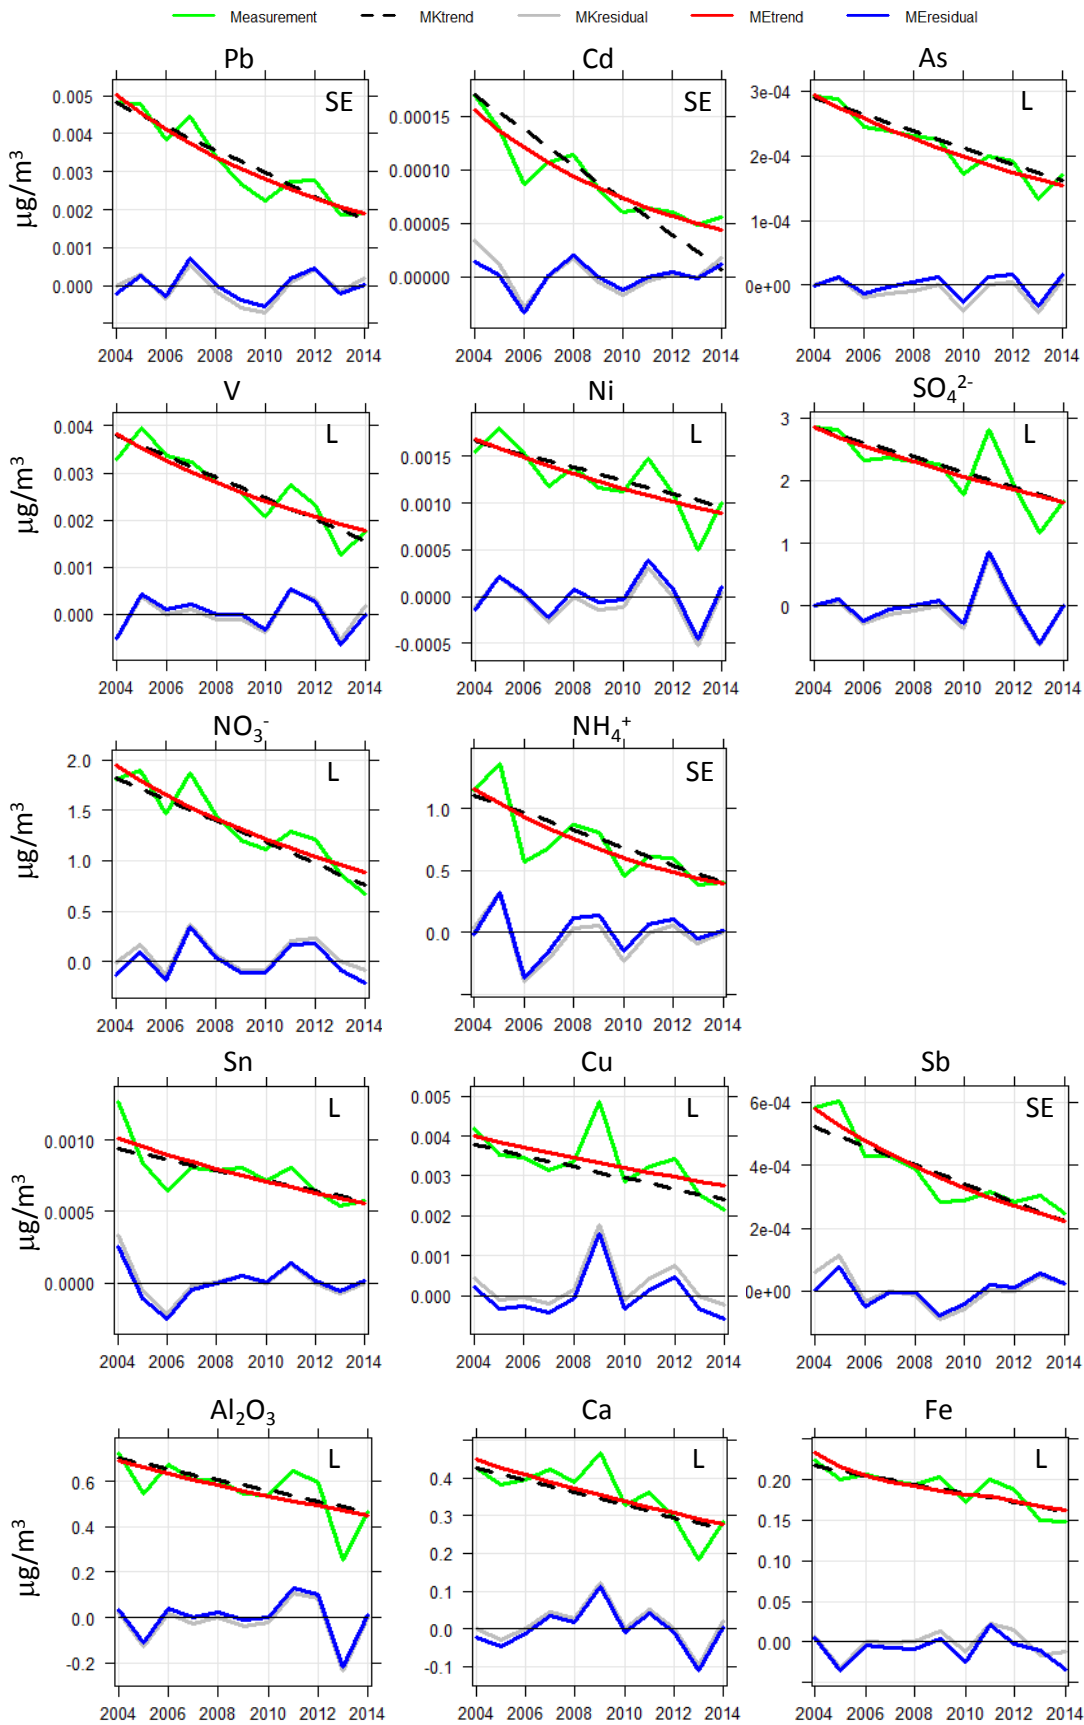 Measurement MKtrend MKresidual MEtrend MEresidual
Pb Cd As
SE SE L
µg/m³
0.005 0.004 0.003 0.002 0.001 0.000
0.00015 0.00010 0.00005 0.00000
3e-04 2e-04 1e-04 0e+00
2004 2006 2008 2010 2012 2014 2004 2006 2008 2010 2012 2014 2004 2006 2008 2010 2012 2014
V Ni SO₄²⁻
L L L
µg/m³
0.004 0.003 0.002 0.001 0.000
0.0015 0.0010 0.0005 0.0000 -0.0005
3 2 1 0
2004 2006 2008 2010 2012 2014 2004 2006 2008 2010 2012 2014 2004 2006 2008 2010 2012 2014
NO₃⁻ NH₄⁺
L SE
µg/m³
2.0 1.5 1.0 0.5 0.0
1.0 0.5 0.0
2004 2006 2008 2010 2012 2014 2004 2006 2008 2010 2012 2014
Sn Cu Sb
L L SE
µg/m³
0.0010 0.0005 0.0000
0.005 0.004 0.003 0.002 0.001 0.000
6e-04 4e-04 2e-04 0e+00
2004 2006 2008 2010 2012 2014 2004 2006 2008 2010 2012 2014 2004 2006 2008 2010 2012 2014
Al₂O₃ Ca Fe
L L L
µg/m³
0.6 0.4 0.2 0.0 -0.2
0.4 0.3 0.2 0.1 0.0 -0.1
0.20 0.15 0.10 0.05 0.00
2004 2006 2008 2010 2012 2014 2004 2006 2008 2010 2012 2014 2004 2006 2008 2010 2012 2014